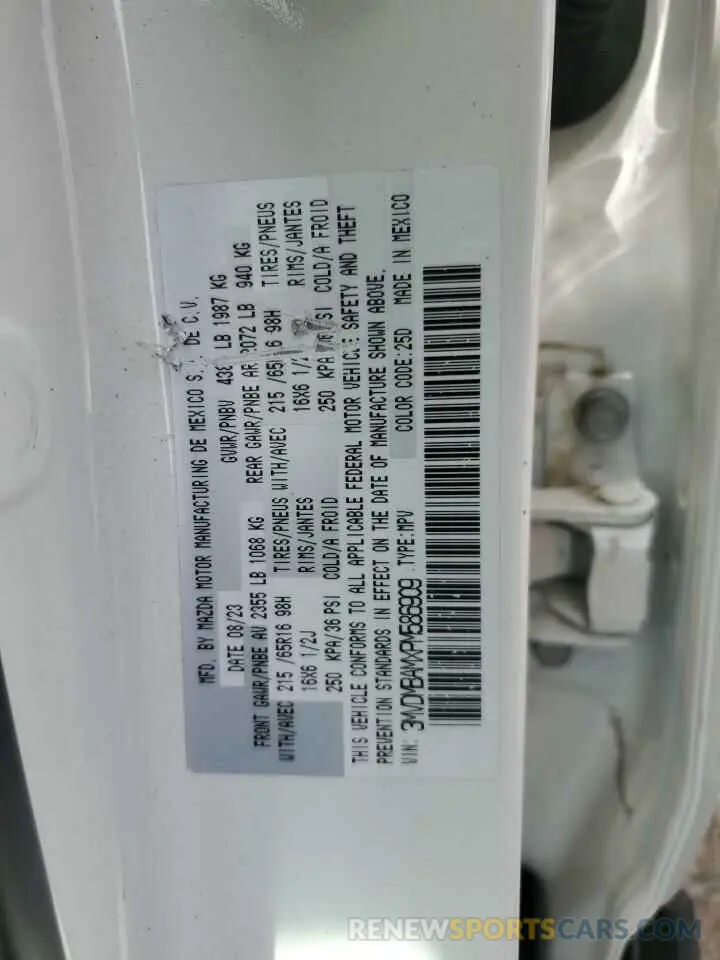 MFD. BY MAZDA MOTOR MANUFACTURING DE MEXICO S. DE C.V.
DATE 08/23 GVWR/PNBV LB 1987 KG
FRONT GAWR/PNBE AV 2355 LB 1068 KG REAR GAWR/PNBE AR 2072 LB 940 KG
WITH/AVEC 215 /65R16 98H TIRES/PNEUS WITH/AVEC 215 98H TIRES/PNEUS
16X6 1/2J RIMS/JANTES 16X6 RIMS/JANTES
250 KPA/36 PSI COLD/A FROID 250 KPA COLD/A FROID
THIS VEHICLE CONFORMS TO ALL APPLICABLE FEDERAL MOTOR VEHICLE SAFETY AND THEFT
PREVENTION STANDARDS IN EFFECT ON THE DATE OF MANUFACTURE SHOWN ABOVE.
VIN: 3MVDMBAMXPM586909 TYPE:MPV COLOR CODE:25D MADE IN MEXICO
RENEWSPORTSCARS.COM